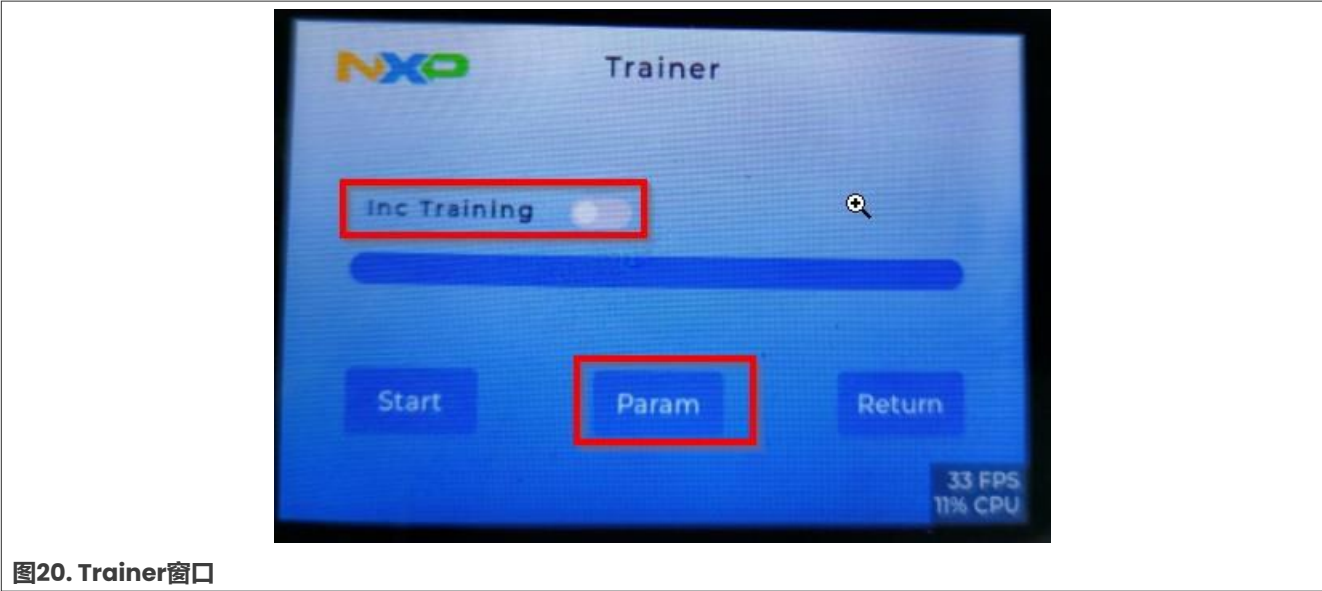 NXP
Trainer
Inc Training
Start
Param
Return
33 FPS
11% CPU
图20. Trainer窗口